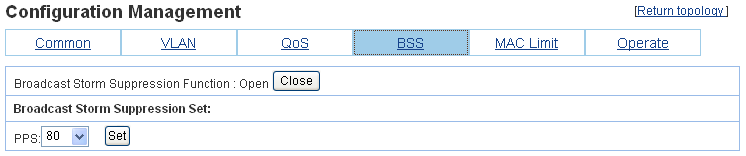 Configuration Management [Return topology]
Common VLAN QoS BSS MAC Limit Operate
Broadcast Storm Suppression Function : Open Close
Broadcast Storm Suppression Set:
PPS: 80 Set